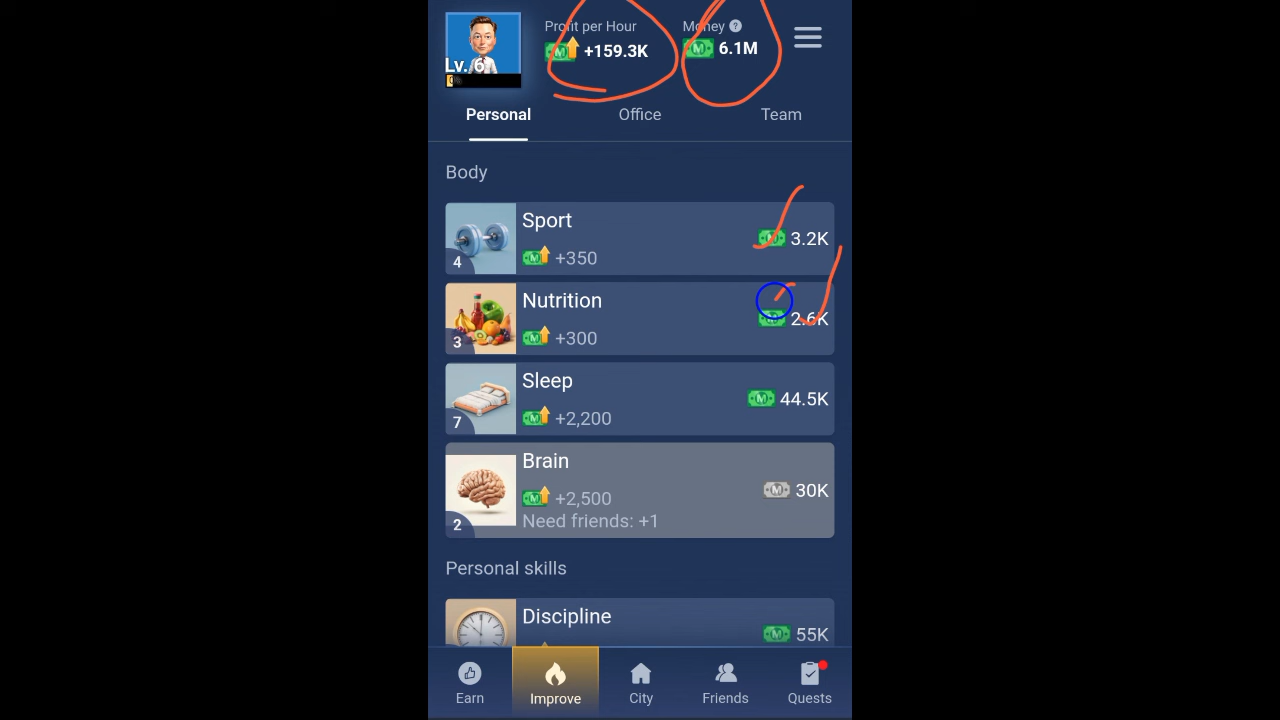 Profit per Hour
+159.3K
Money
6.1M
Lv. 6
Personal
Office
Team
Body
Sport
+350
4
3.2K
Nutrition
+300
3
2.6K
Sleep
+2,200
7
44.5K
Brain
+2,500
Need friends: +1
2
30K
Personal skills
Discipline
55K
Earn
Improve
City
Friends
Quests